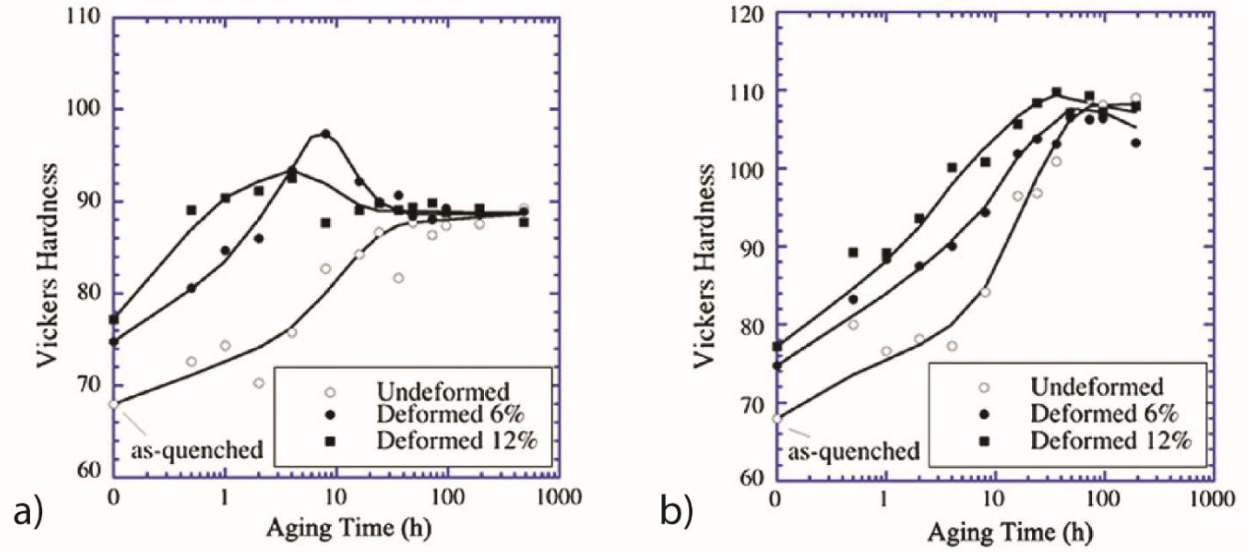 110
100
90
80
70
60
Vickers Hardness
Undeformed
Deformed 6%
Deformed 12%
as-quenched
0
1
10
100
1000
Aging Time (h)
a)
120
110
100
90
80
70
60
Vickers Hardness
Undeformed
Deformed 6%
Deformed 12%
as-quenched
0
1
10
100
1000
Aging Time (h)
b)